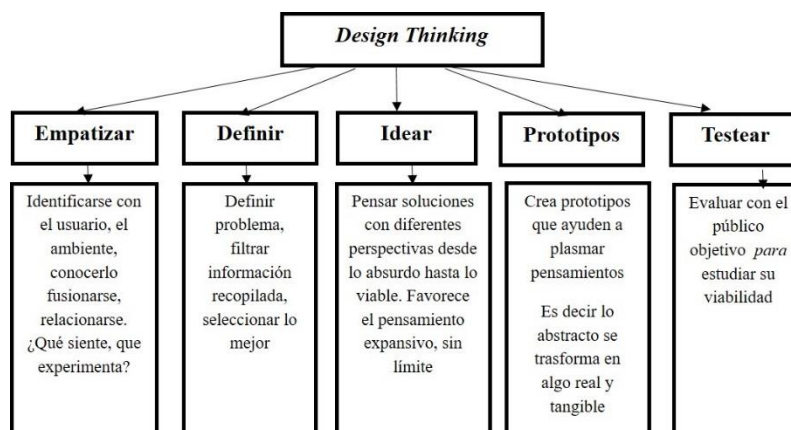 Design Thinking
Empatizar
Identificarse con
el usuario, el
ambiente,
conocerlo
fusionarse,
relacionarse.
¿Qué siente, que
experimenta?
Definir
Definir
problema,
filtrar
información
recopilada,
seleccionar lo
mejor
Idear
Pensar soluciones
con diferentes
perspectivas desde
lo absurdo hasta lo
viable. Favorece
el pensamiento
expansivo, sin
límite
Prototipos
Crea prototipos
que ayuden a
plasmar
pensamientos
Es decir lo
abstracto se
trasforma en
algo real y
tangible
Testear
Evaluar con el
público
objetivo para
estudiar su
viabilidad